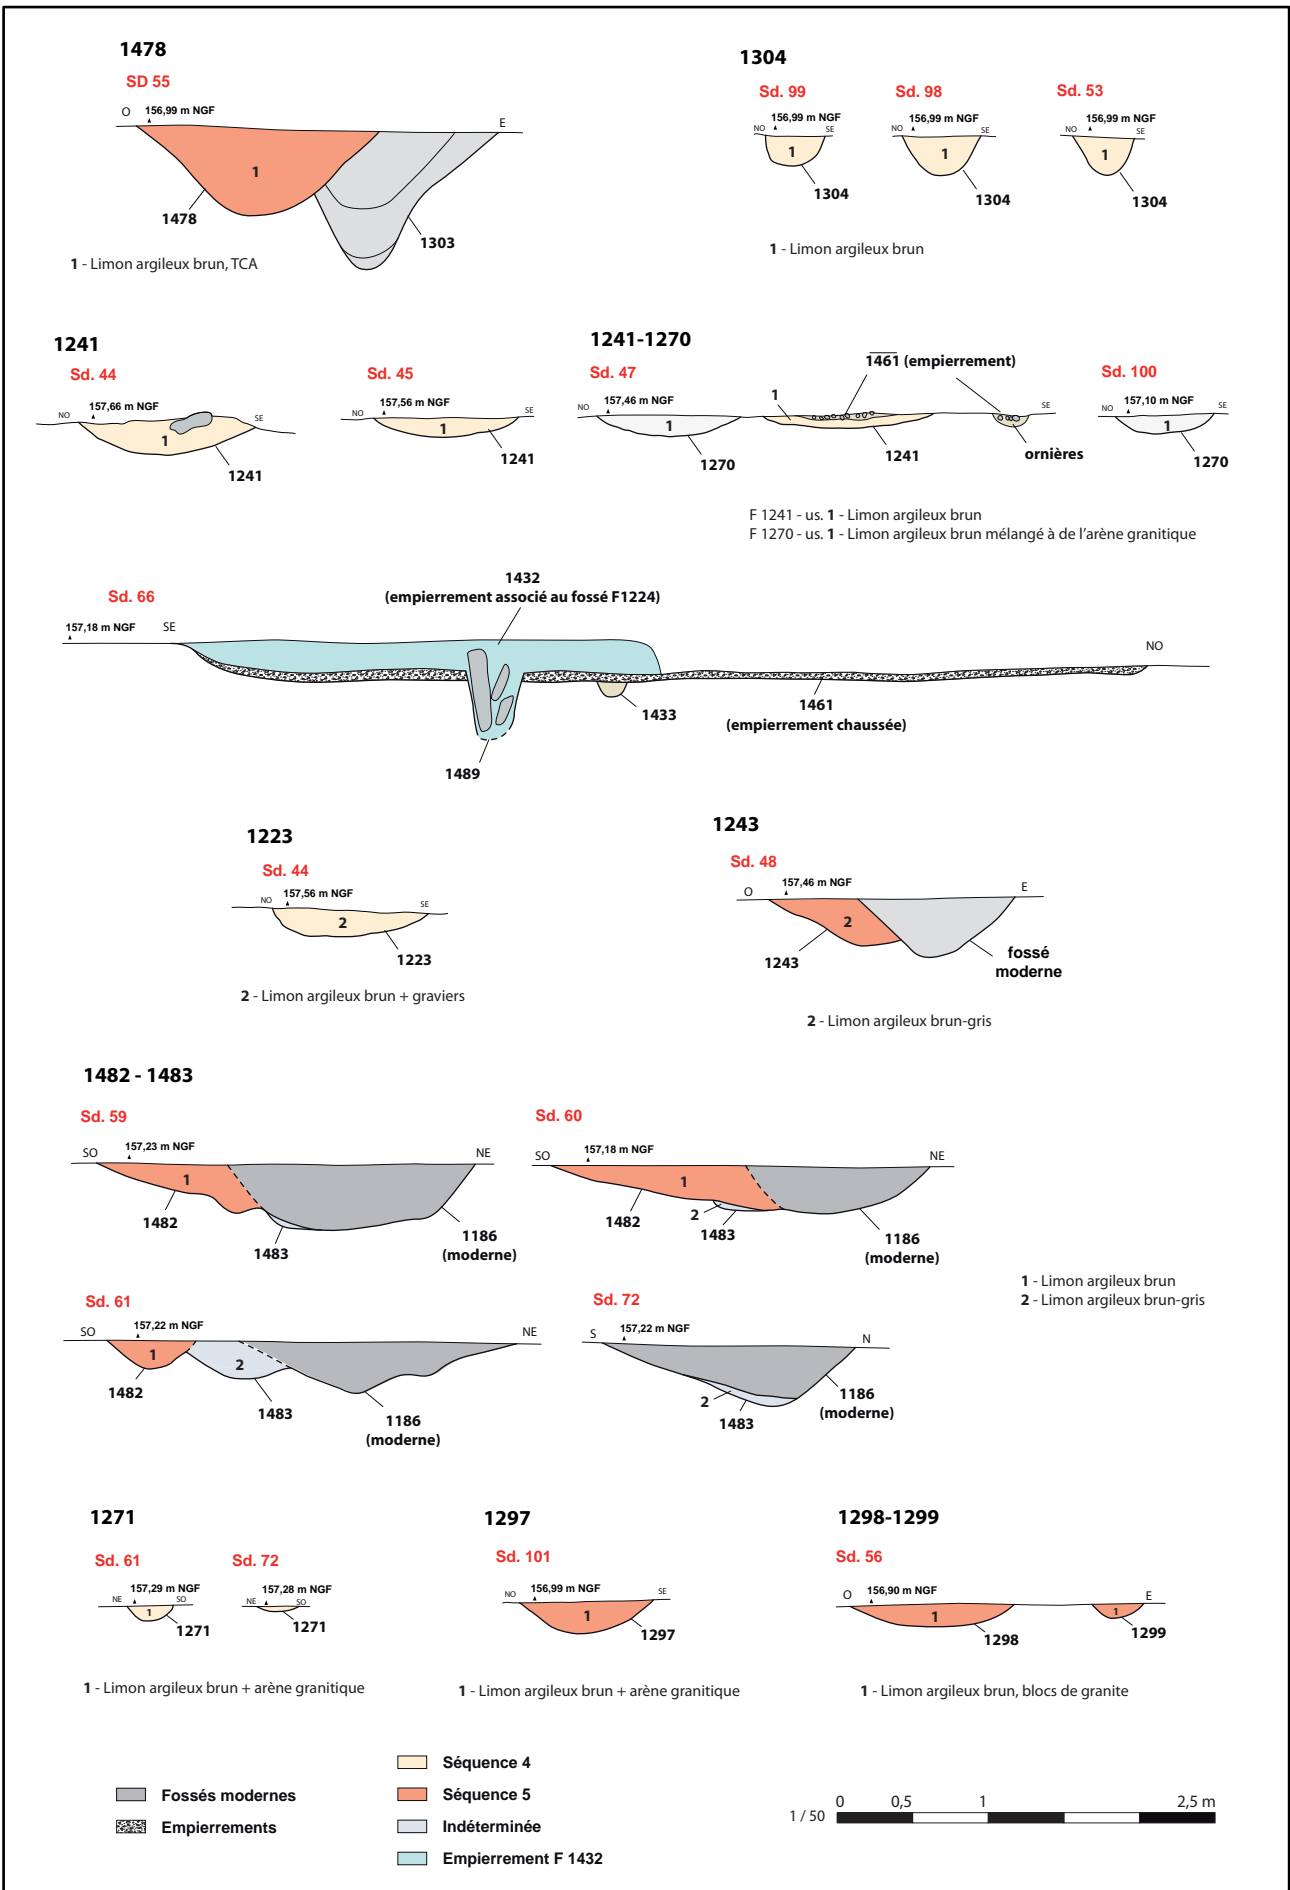 1478
SD 55
O 156,99 m NGF E
1
1478
1303
1 - Limon argileux brun, TCA
1304
Sd. 99 Sd. 98 Sd. 53
NO 156,99 m NGF SE NO 156,99 m NGF SE NO 156,99 m NGF SE
1 1 1
1304 1304 1304
1 - Limon argileux brun
1241
Sd. 44 Sd. 45
NO 157,66 m NGF SE NO 157,56 m NGF SE
1 1
1241 1241
1241-1270
Sd. 47 1461 (empierrement) Sd. 100
NO 157,46 m NGF 1 SE NO 157,10 m NGF SE
1 1
1270 1241 ornières 1270
F 1241 - us. 1 - Limon argileux brun
F 1270 - us. 1 - Limon argileux brun mélangé à de l'arène granitique
Sd. 66
1432
(empierrement associé au fossé F1224)
157,18 m NGF SE NO
1433
1461
(empierrement chaussée)
1489
1223
Sd. 44
NO 157,56 m NGF SE
2
1223
2 - Limon argileux brun + graviers
1243
Sd. 48
O 157,46 m NGF E
2
1243
fossé
moderne
2 - Limon argileux brun-gris
1482 - 1483
Sd. 59
SO 157,23 m NGF NE
1
1482
1483
1186
(moderne)
Sd. 60
SO 157,18 m NGF NE
1
2
1482
1483
1186
(moderne)
1 - Limon argileux brun
2 - Limon argileux brun-gris
Sd. 61
SO 157,22 m NGF NE
1 2
1482
1483
1186
(moderne)
Sd. 72
S 157,22 m NGF N
2
1483
1186
(moderne)
1271
Sd. 61 Sd. 72
NE 157,29 m NGF SO NE 157,28 m NGF SO
1
1271 1271
1 - Limon argileux brun + arène granitique
1297
Sd. 101
NO 156,99 m NGF SE
1
1297
1 - Limon argileux brun + arène granitique
1298-1299
Sd. 56
O 156,90 m NGF E
1 1
1298 1299
1 - Limon argileux brun, blocs de granite
Fossés modernes
Empierrements
Séquence 4
Séquence 5
Indéterminée
Empierrement F 1432
1 / 50 0 0,5 1 2,5 m